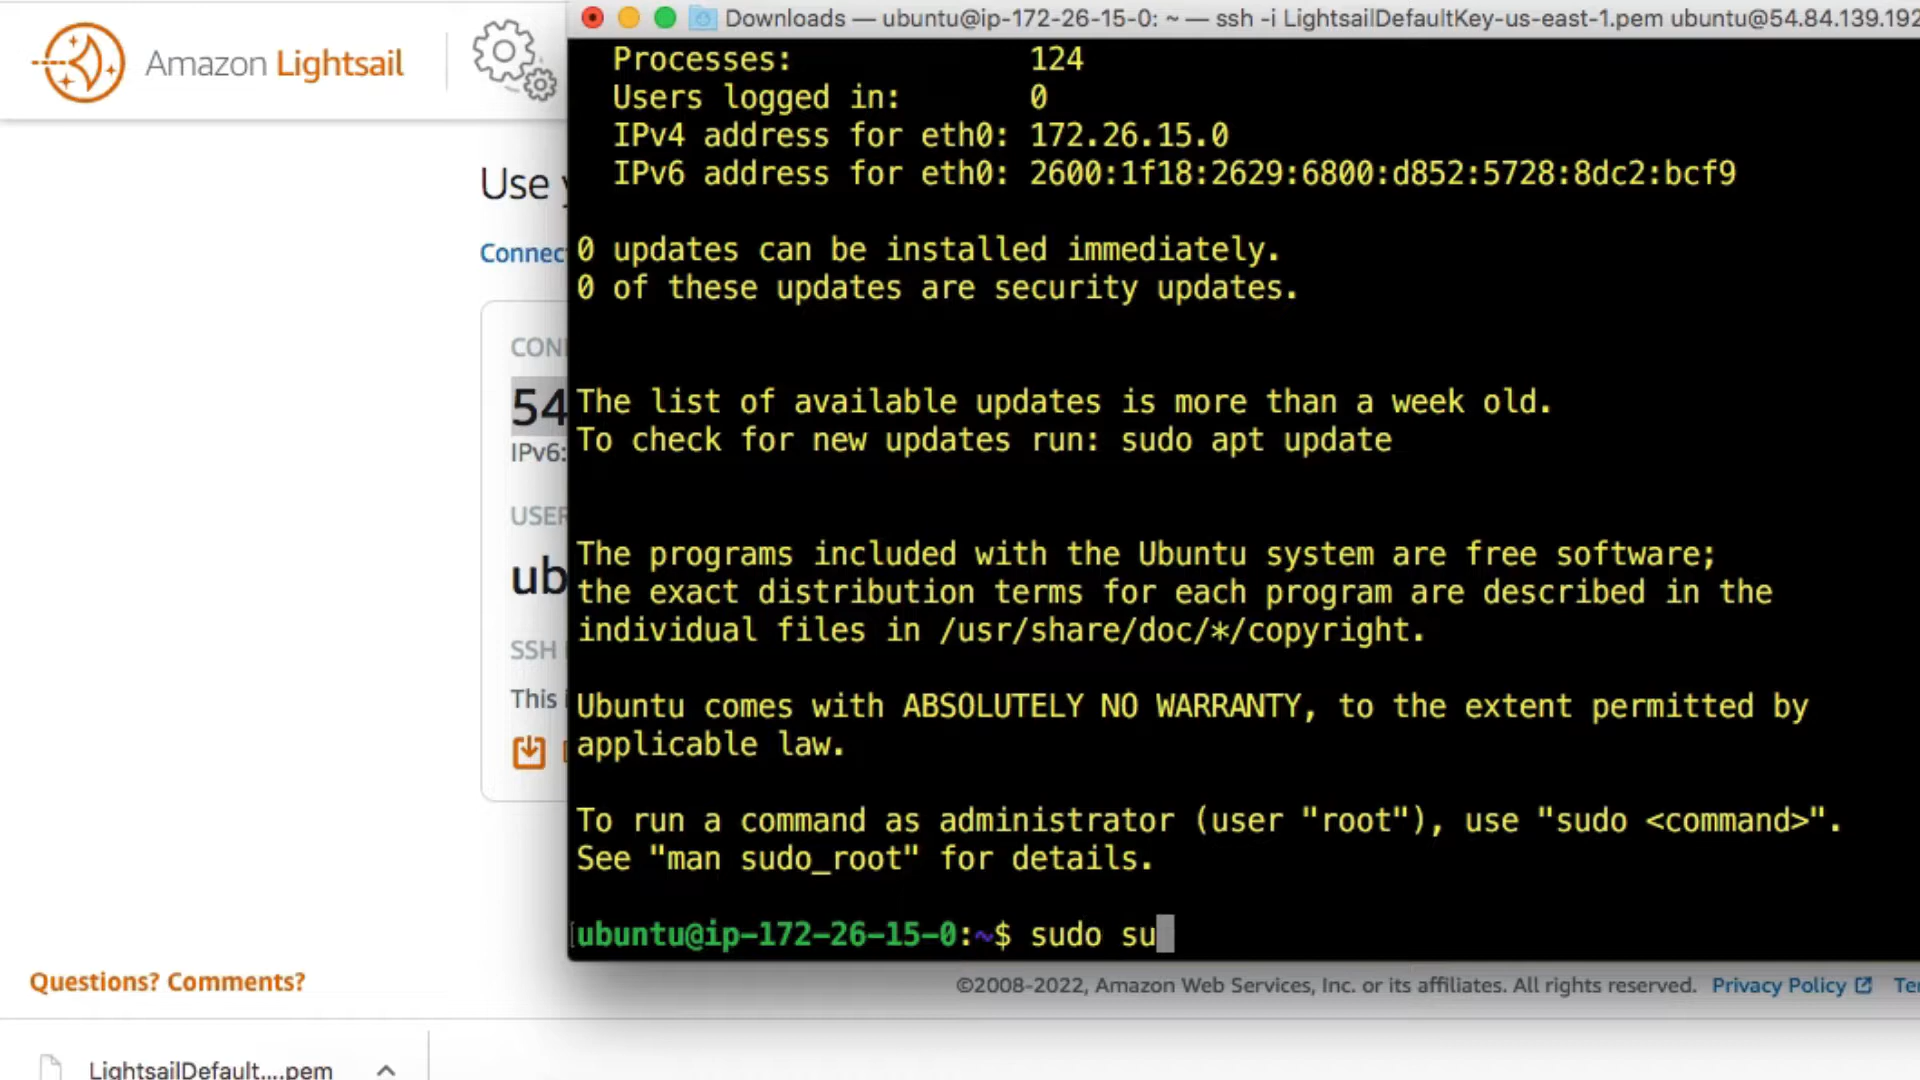 Amazon Lightsail
Use
Connec
CON
54
IPv6:
USER
ub
SSH
This
Downloads — ubuntu@ip-172-26-15-0: ~ — ssh -i LightsailDefaultKey-us-east-1.pem ubuntu@54.84.139.192
Processes: 124
Users logged in: 0
IPv4 address for eth0: 172.26.15.0
IPv6 address for eth0: 2600:1f18:2629:6800:d852:5728:8dc2:bcf9
0 updates can be installed immediately.
0 of these updates are security updates.
The list of available updates is more than a week old.
To check for new updates run: sudo apt update
The programs included with the Ubuntu system are free software;
the exact distribution terms for each program are described in the
individual files in /usr/share/doc/*/copyright.
Ubuntu comes with ABSOLUTELY NO WARRANTY, to the extent permitted by
applicable law.
To run a command as administrator (user "root"), use "sudo <command>".
See "man sudo_root" for details.
[ubuntu@ip-172-26-15-0:~$ sudo su
Questions? Comments?
©2008-2022, Amazon Web Services, Inc. or its affiliates. All rights reserved. Privacy Policy Te
LightsailDefault....pem